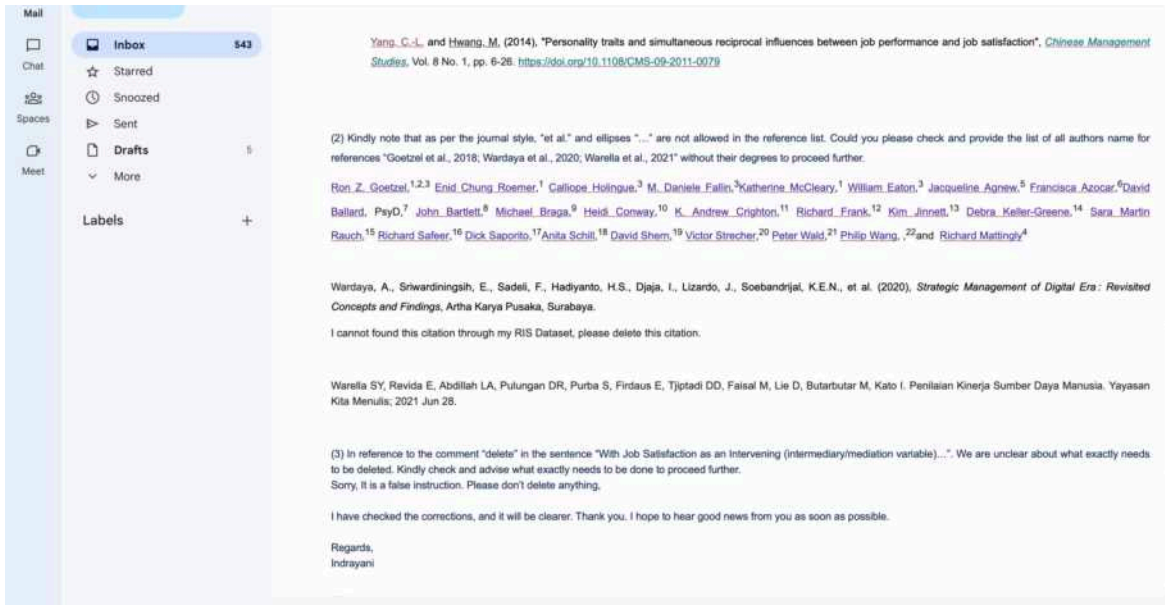 Mail
Chat
Spaces
Meet
Inbox 543
Starred
Snoozed
Sent
Drafts 5
More
Labels +
Yang, C.-L. and Hwang, M. (2014), "Personality traits and simultaneous reciprocal influences between job performance and job satisfaction", Chinese Management
Studies, Vol. 8 No. 1, pp. 6-26. https://doi.org/10.1108/CMS-09-2011-0079
(2) Kindly note that as per the journal style, "et al." and ellipses "…" are not allowed in the reference list. Could you please check and provide the list of all authors name for
references "Goetzel et al., 2018; Wardaya et al., 2020; Warella et al., 2021" without their degrees to proceed further.
Ron Z. Goetzel,1,2,3 Enid Chung Roemer,1 Calliope Holingue,3 M. Daniele Fallin,3Katherine McCleary,1 William Eaton,3 Jacqueline Agnew,5 Francisca Azocar,6David
Ballard, PsyD,7 John Bartlett,8 Michael Braga,9 Heidi Conway,10 K. Andrew Crighton,11 Richard Frank,12 Kim Jinnett,13 Debra Keller-Greene,14 Sara Martin
Rauch,15 Richard Safeer,16 Dick Saporito,17Anita Schill,18 David Shern,19 Victor Strecher,20 Peter Wald,21 Philip Wang, ,22and Richard Mattingly4
Wardaya, A., Sriwardiningsih, E., Sadeli, F., Hadiyanto, H.S., Djaja, I., Lizardo, J., Soebandrijal, K.E.N., et al. (2020), Strategic Management of Digital Era : Revisited
Concepts and Findings, Artha Karya Pusaka, Surabaya.
I cannot found this citation through my RIS Dataset, please delete this citation.
Warella SY, Revida E, Abdillah LA, Pulungan DR, Purba S, Firdaus E, Tjiptadi DD, Faisal M, Lie D, Butarbutar M, Kato I. Penilaian Kinerja Sumber Daya Manusia. Yayasan
Kita Menulis; 2021 Jun 28.
(3) In reference to the comment "delete" in the sentence "With Job Satisfaction as an Intervening (intermediary/mediation variable)…". We are unclear about what exactly needs
to be deleted. Kindly check and advise what exactly needs to be done to proceed further.
Sorry, It is a false instruction. Please don't delete anything,
I have checked the corrections, and it will be clearer. Thank you. I hope to hear good news from you as soon as possible.
Regards,
Indrayani